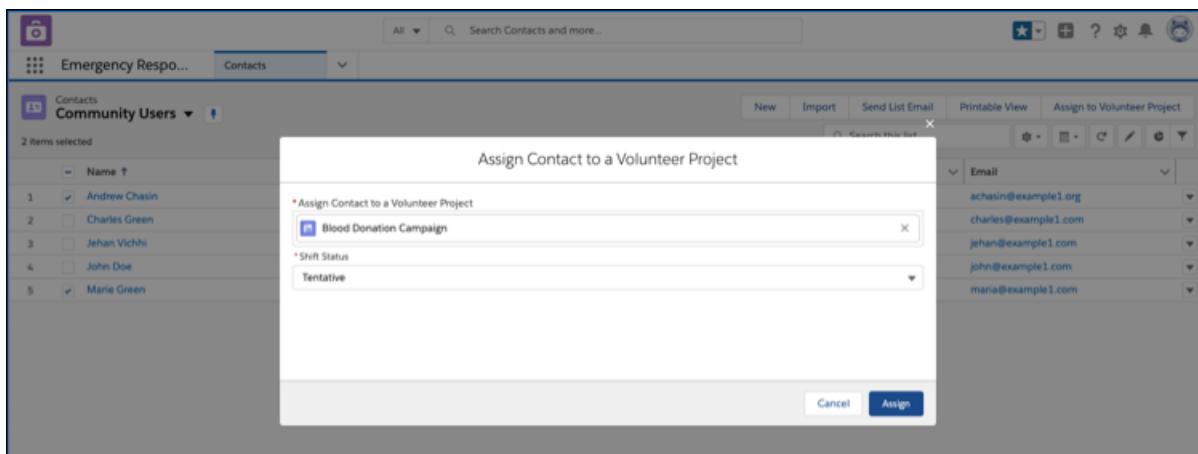 All Search Contacts and more...
Emergency Respo... Contacts
Contacts
Community Users
New Import Send List Email Printable View Assign to Volunteer Project
2 items selected
Search this list
Assign Contact to a Volunteer Project
Name ↑ Email
*Assign Contact to a Volunteer Project
Blood Donation Campaign
*Shift Status
Tentative
1 Andrew Chasin achasin@example1.org
2 Charles Green charles@example1.com
3 Jehan Vichhi jehan@example1.com
4 John Doe john@example1.com
5 Marie Green maria@example1.com
Cancel Assign